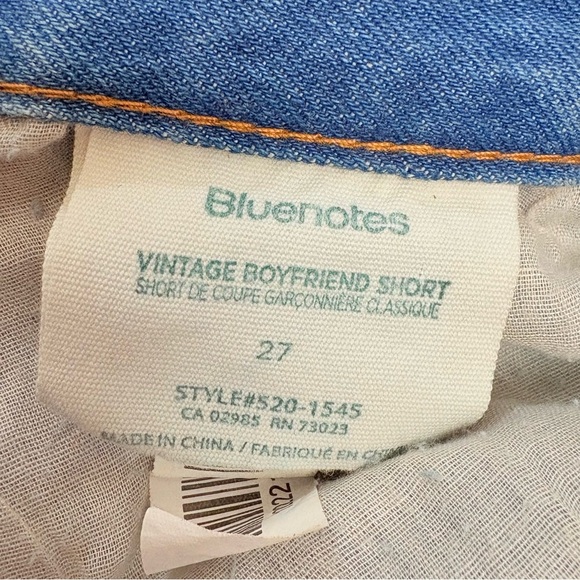 Bluenotes
VINTAGE BOYFRIEND SHORT
SHORT DE COUPE GARÇONNIÈRE CLASSIQUE
27
STYLE#520-1545
CA 02985 RN 73023
MADE IN CHINA / FABRIQUÉ EN